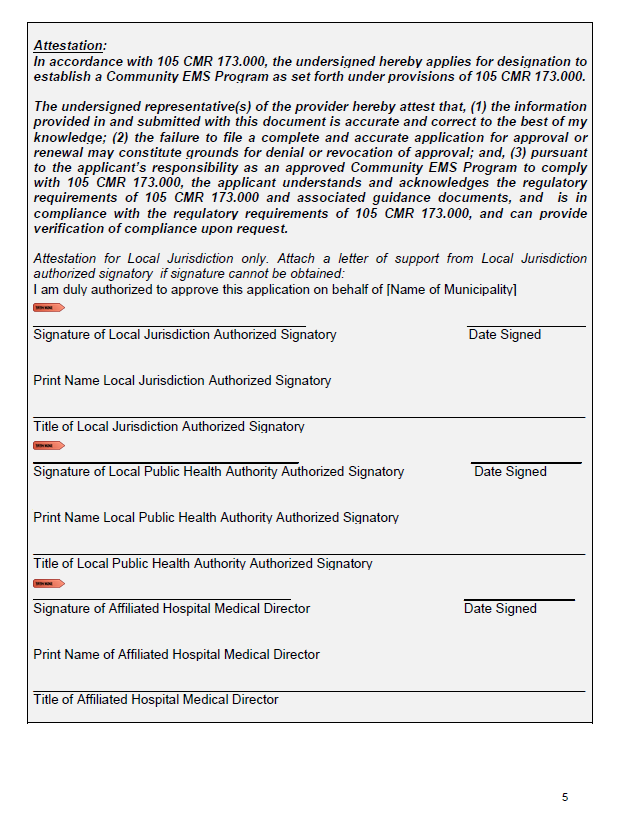 Attestation:
In accordance with 105 CMR 173.000, the undersigned hereby applies for designation to
establish a Community EMS Program as set forth under provisions of 105 CMR 173.000.
The undersigned representative(s) of the provider hereby attest that, (1) the information
provided in and submitted with this document is accurate and correct to the best of my
knowledge; (2) the failure to file a complete and accurate application for approval or
renewal may constitute grounds for denial or revocation of approval; and, (3) pursuant
to the applicant's responsibility as an approved Community EMS Program to comply
with 105 CMR 173.000, the applicant understands and acknowledges the regulatory
requirements of 105 CMR 173.000 and associated guidance documents, and is in
compliance with the regulatory requirements of 105 CMR 173.000, and can provide
verification of compliance upon request.
Attestation for Local Jurisdiction only. Attach a letter of support from Local Jurisdiction
authorized signatory if signature cannot be obtained:
I am duly authorized to approve this application on behalf of [Name of Municipality]
Signature of Local Jurisdiction Authorized Signatory Date Signed
Print Name Local Jurisdiction Authorized Signatory
Title of Local Jurisdiction Authorized Signatory
Signature of Local Public Health Authority Authorized Signatory Date Signed
Print Name Local Public Health Authority Authorized Signatory
Title of Local Public Health Authority Authorized Signatory
Signature of Affiliated Hospital Medical Director Date Signed
Print Name of Affiliated Hospital Medical Director
Title of Affiliated Hospital Medical Director
5